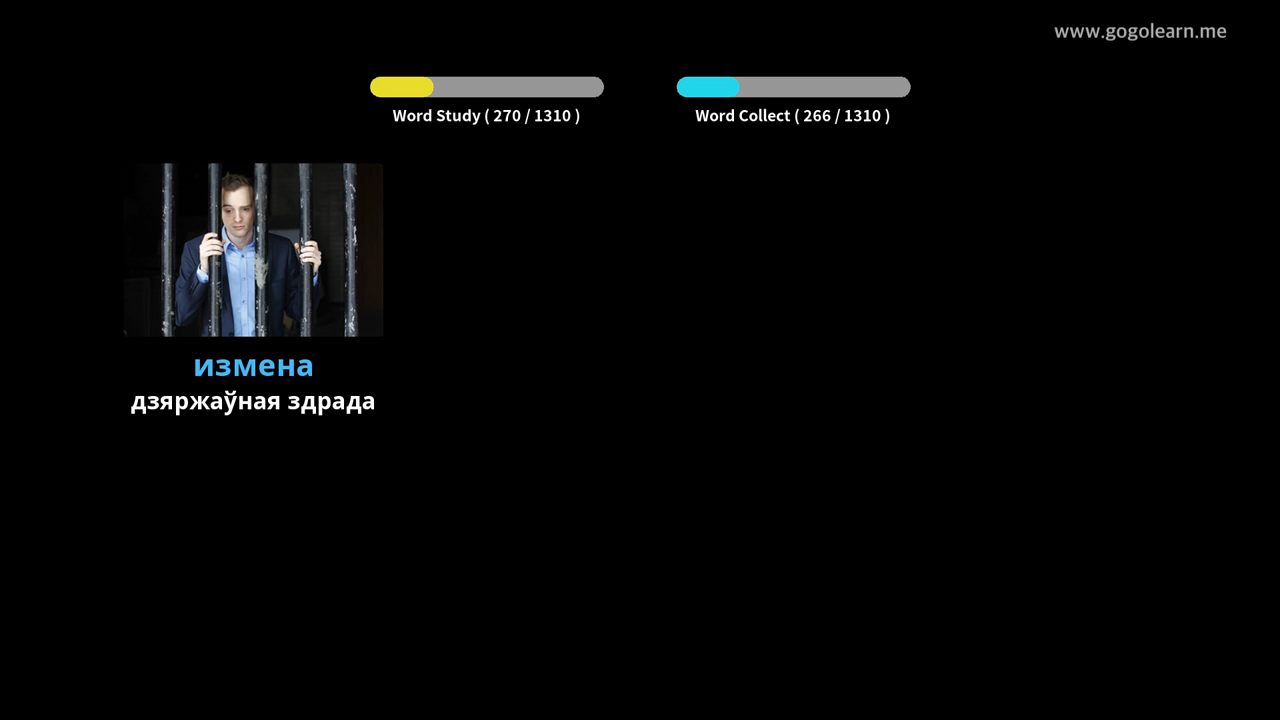 www.gogolearn.me
Word Study ( 270 / 1310 )
Word Collect ( 266 / 1310 )
измена
дзяржаўная здрада